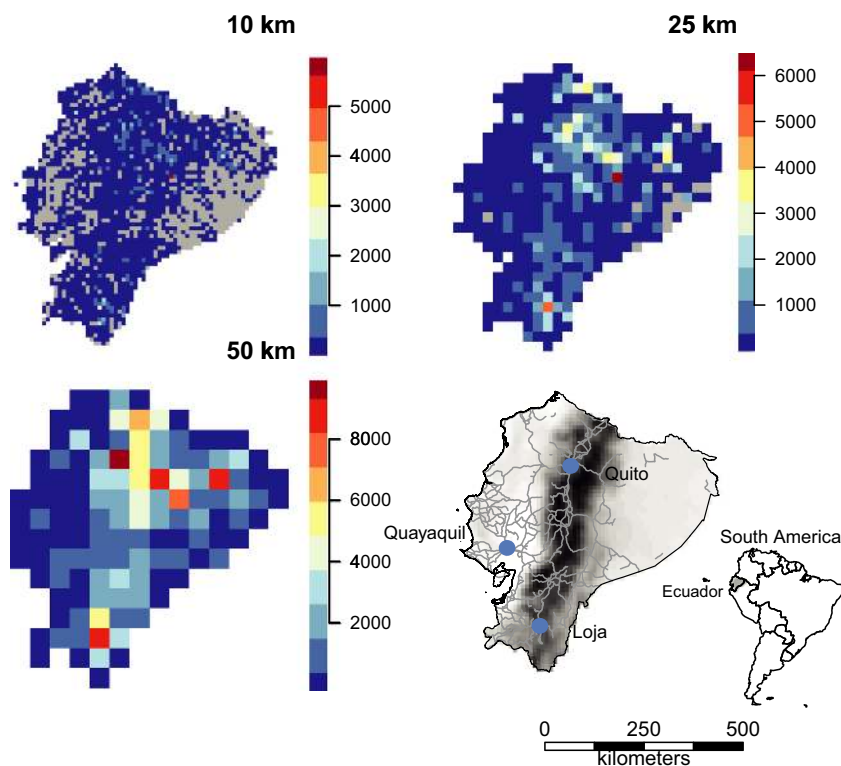 10 km
5000
4000
3000
2000
1000
25 km
6000
5000
4000
3000
2000
1000
50 km
8000
6000
4000
2000
Quito
Quayaquil
Loja
South America
Ecuador
0 250 500
kilometers